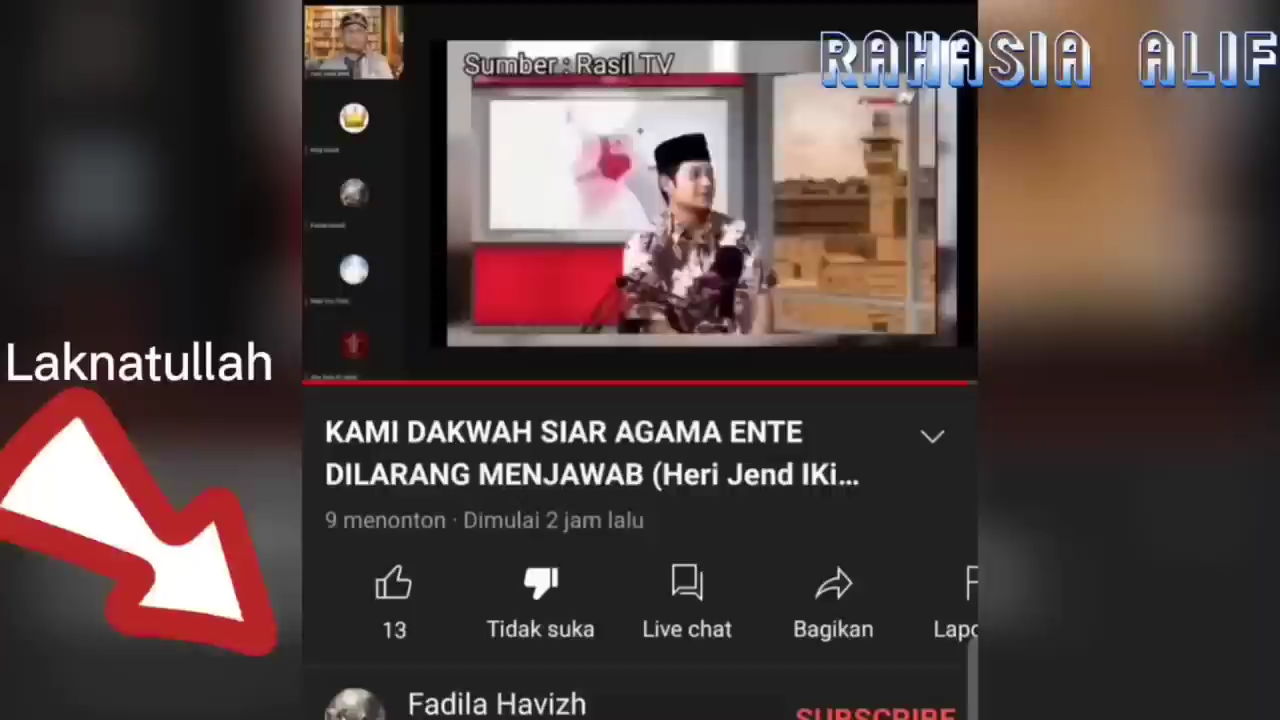 Sumber : Rasil TV
RAHASIA ALIF
Laknatullah
KAMI DAKWAH SIAR AGAMA ENTE
DILARANG MENJAWAB (Heri Jend IKi...
9 menonton · Dimulai 2 jam lalu
13
Tidak suka
Live chat
Bagikan
Lapo
Fadila Havizh
SUBSCRIBE